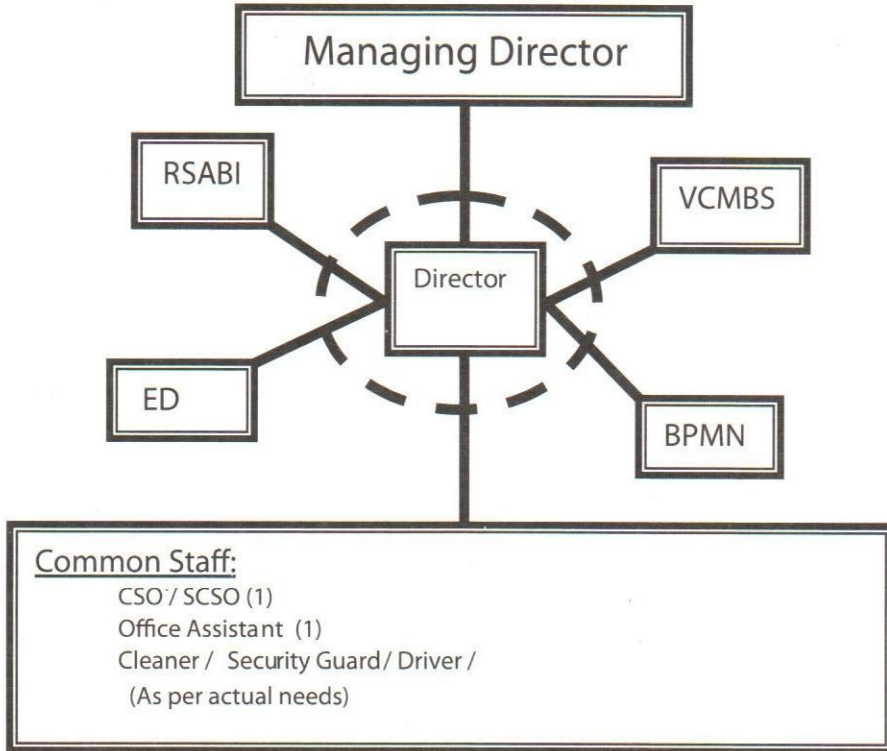 Managing Director
RSABI
VCMBS
Director
ED
BPMN
Common Staff:
CSO / SCSO (1)
Office Assistant (1)
Cleaner / Security Guard / Driver /
(As per actual needs)